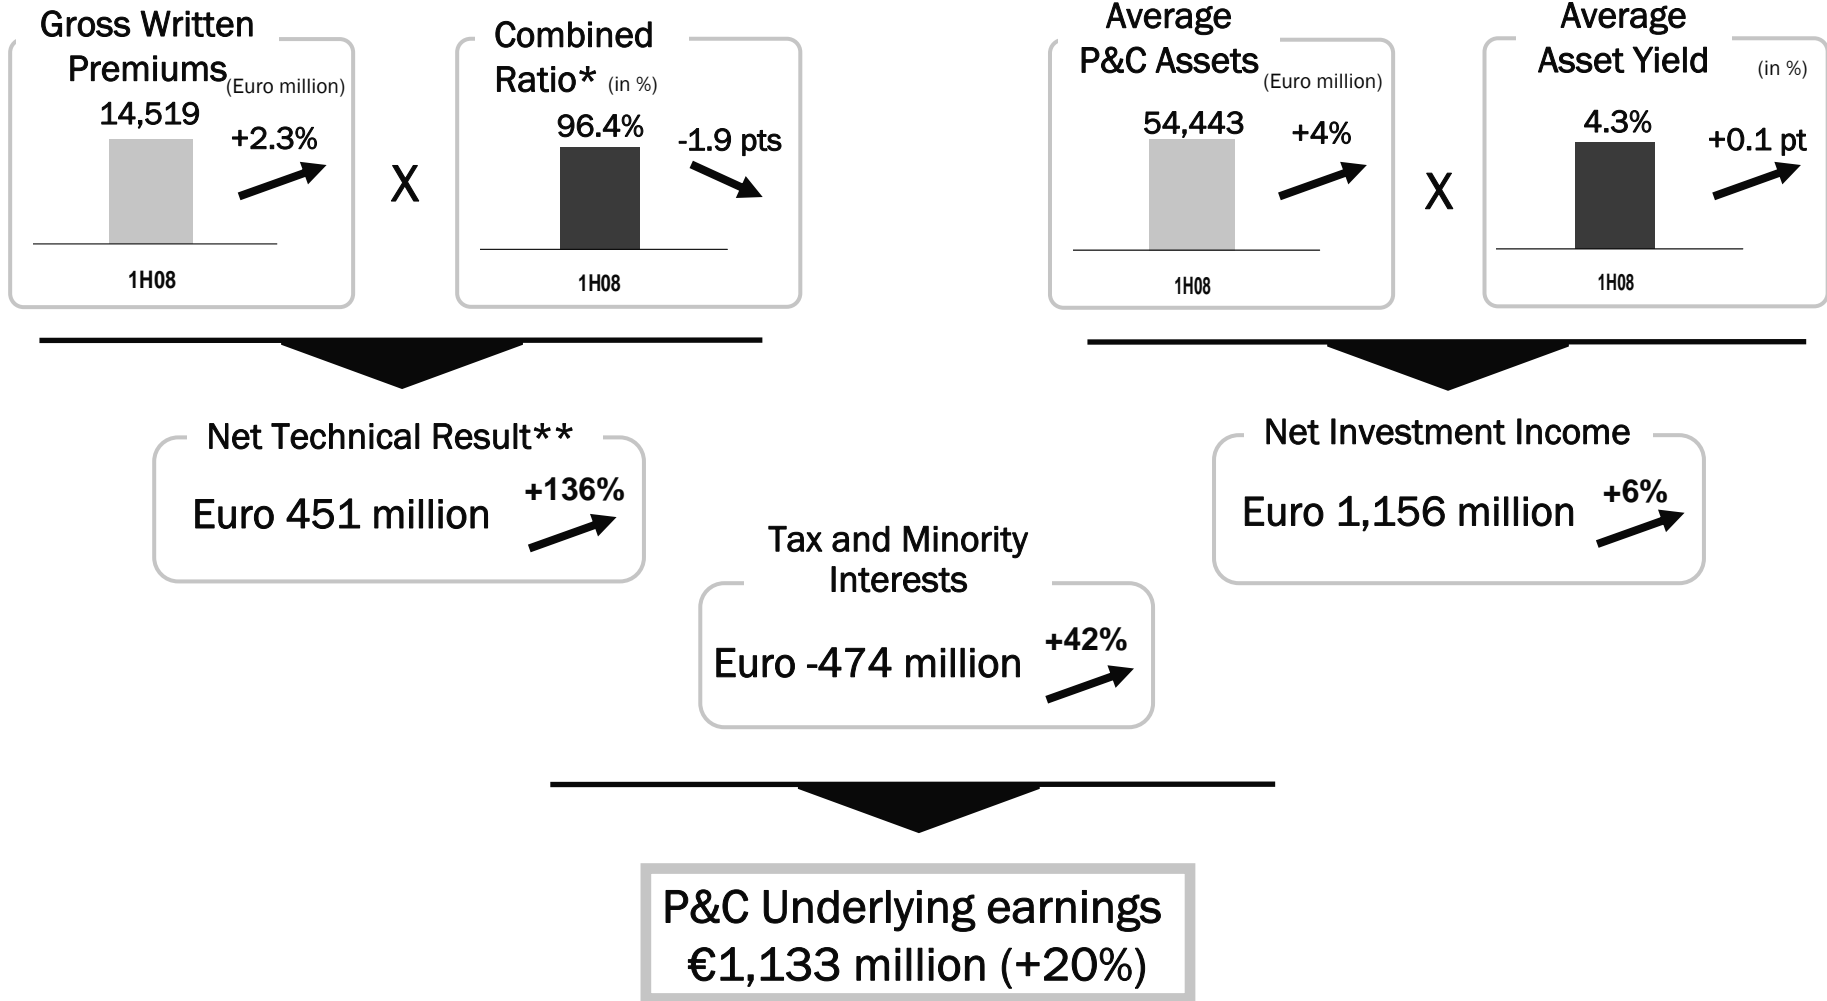 Gross Written
Premiums (Euro million)
14,519
+2.3%
1H08
X
Combined
Ratio* (in %)
96.4%
-1.9 pts
1H08
Average
P&C Assets (Euro million)
54,443
+4%
1H08
X
Average
Asset Yield (in %)
4.3%
+0.1 pt
1H08
Net Technical Result**
Euro 451 million +136%
Net Investment Income
Euro 1,156 million +6%
Tax and Minority
Interests
Euro -474 million +42%
P&C Underlying earnings
€1,133 million (+20%)